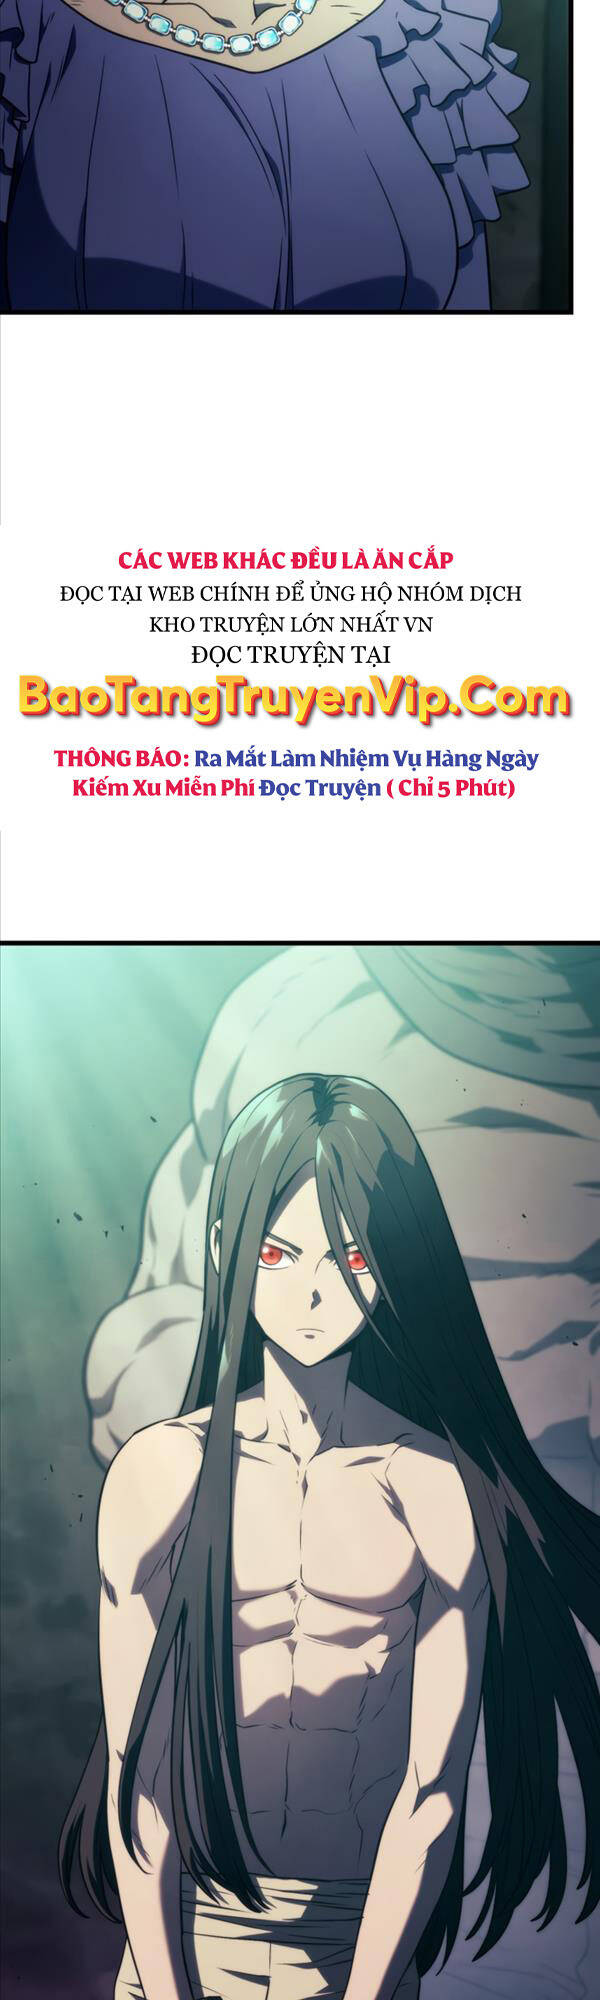 CÁC WEB KHÁC ĐỀU LÀ ĂN CẮP
ĐỌC TẠI WEB CHÍNH ĐỂ ỦNG HỘ NHÓM DỊCH
KHO TRUYỆN LỚN NHẤT VN
ĐỌC TRUYỆN TẠI
BaoTangTruyenVip.Com
THÔNG BÁO: Ra Mắt Làm Nhiệm Vụ Hàng Ngày
Kiếm Xu Miễn Phí Đọc Truyện ( Chỉ 5 Phút)